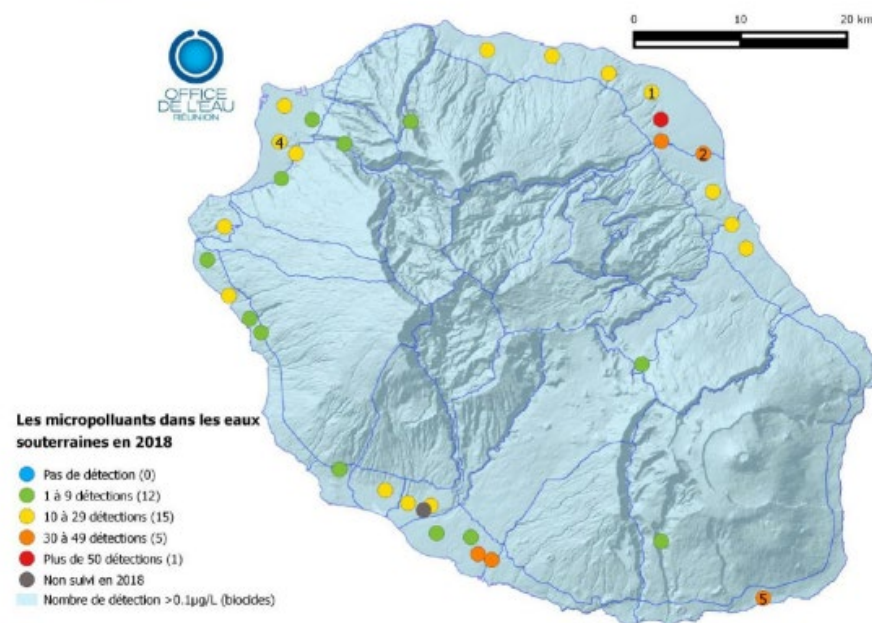 0 10 20 km
OFFICE
DE L'EAU
RÉUNION
1
4
2
5
Les micropolluants dans les eaux
souterraines en 2018
Pas de détection (0)
1 à 9 détections (12)
10 à 29 détections (15)
30 à 49 détections (5)
Plus de 50 détections (1)
Non suivi en 2018
Nombre de détection >0.1µg/L (biocides)